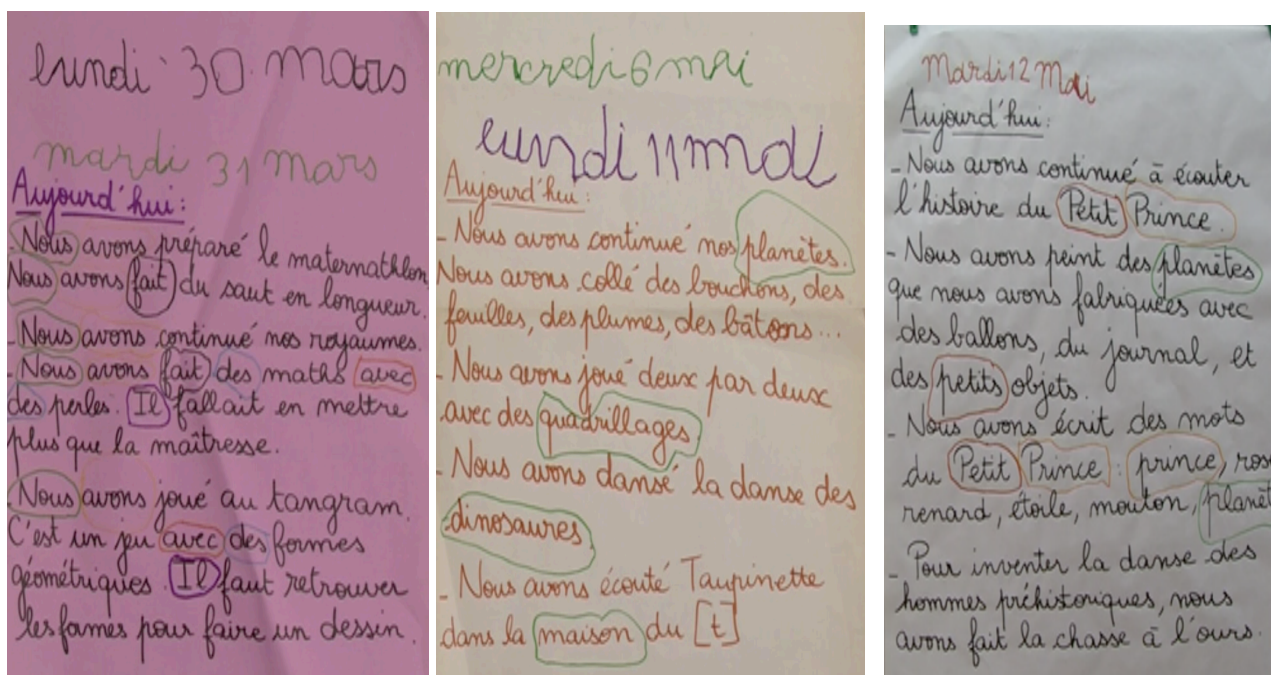 lundi 30 mars
mardi 31 mars
Aujourd'hui :
- Nous avons préparé le maternathlon
Nous avons fait du saut en longueur.
- Nous avons continué nos royaumes.
- Nous avons fait des maths avec
des perles. Il fallait en mettre
plus que la maîtresse.
- Nous avons joué au tangram.
C'est un jeu avec des formes
géométriques. Il faut retrouver
les formes pour faire un dessin.
mercredi 6 mai
lundi 11 mai
Aujourd'hui :
- Nous avons continué nos planètes.
Nous avons collé des bouchons, des
feuilles, des plumes, des bâtons...
- Nous avons joué deux par deux
avec des quadrillages
- Nous avons dansé la danse des
dinosaures
- Nous avons écouté Taupinette
dans la maison du [t]
Mardi 12 Mai
Aujourd'hui :
- Nous avons continué à écouter
l'histoire du Petit Prince.
- Nous avons peint des planètes
que nous avons fabriquées avec
des ballons, du journal, et
des petits objets.
- Nous avons écrit des mots
du Petit Prince : prince, ros
renard, étoile, mouton, planèt
- Pour inventer la danse des
hommes préhistoriques, nous
avons fait la chasse à l'ours.